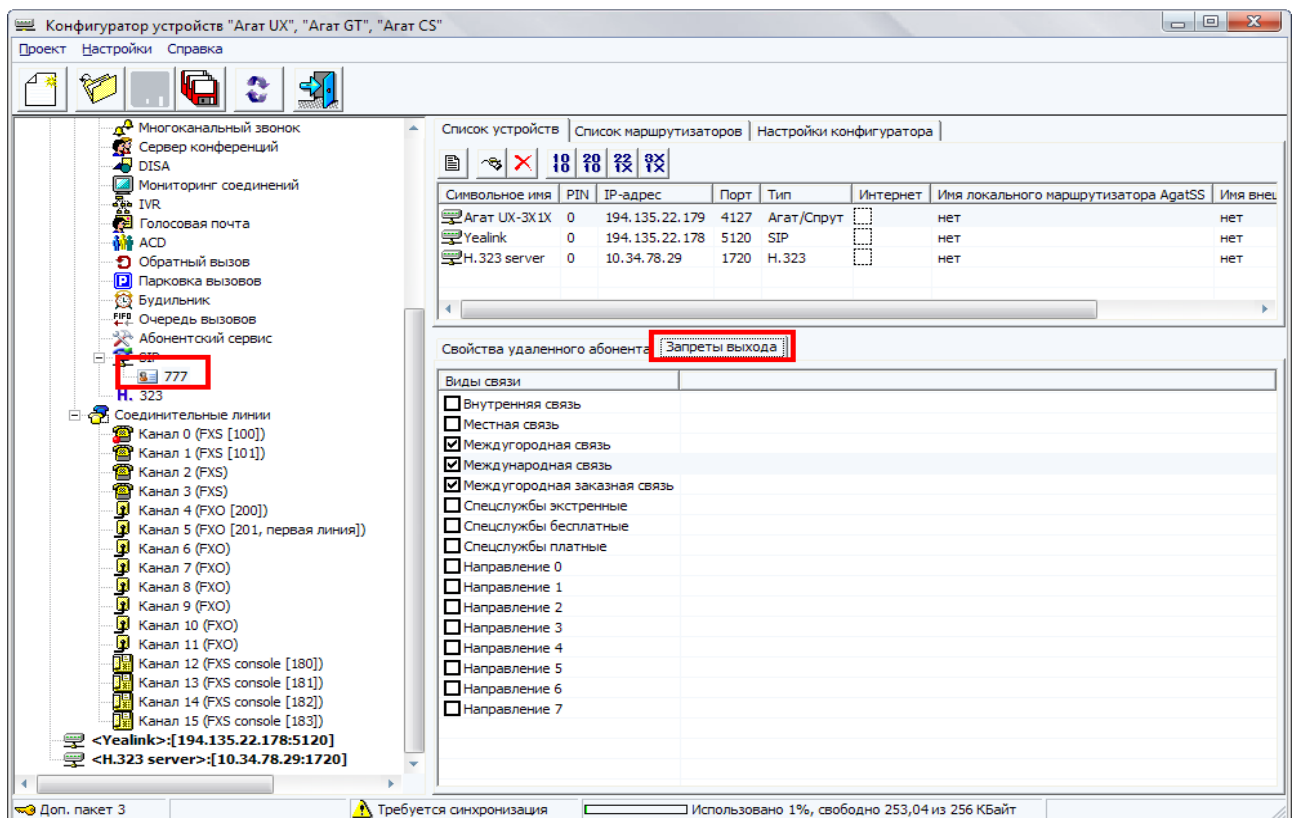 Конфигуратор устройств "Агат UX", "Агат GT", "Агат CS"
Проект Настройки Справка
Многоканальный звонок
Сервер конференций
DISA
Мониторинг соединений
IVR
Голосовая почта
ACD
Обратный вызов
Парковка вызовов
Будильник
Очередь вызовов
Абонентский сервис
SIP
777
H. 323
Соединительные линии
Канал 0 (FXS [100])
Канал 1 (FXS [101])
Канал 2 (FXS)
Канал 3 (FXS)
Канал 4 (FXO [200])
Канал 5 (FXO [201, первая линия])
Канал 6 (FXO)
Канал 7 (FXO)
Канал 8 (FXO)
Канал 9 (FXO)
Канал 10 (FXO)
Канал 11 (FXO)
Канал 12 (FXS console [180])
Канал 13 (FXS console [181])
Канал 14 (FXS console [182])
Канал 15 (FXS console [183])
<Yealink>:[194.135.22.178:5120]
<H.323 server>:[10.34.78.29:1720]
Список устройств Список маршрутизаторов Настройки конфигуратора
Символьное имя PIN IP-адрес Порт Тип Интернет Имя локального маршрутизатора AgatSS Имя внеш
Агат UX-3X1X 0 194.135.22.179 4127 Агат/Спрут нет нет
Yealink 0 194.135.22.178 5120 SIP нет нет
H.323 server 0 10.34.78.29 1720 H.323 нет нет
Свойства удаленного абонента Запреты выхода
Виды связи
Внутренняя связь
Местная связь
Междугородная связь
Международная связь
Междугородная заказная связь
Спецслужбы экстренные
Спецслужбы бесплатные
Спецслужбы платные
Направление 0
Направление 1
Направление 2
Направление 3
Направление 4
Направление 5
Направление 6
Направление 7
Доп. пакет 3 Требуется синхронизация Использовано 1%, свободно 253,04 из 256 КБайт